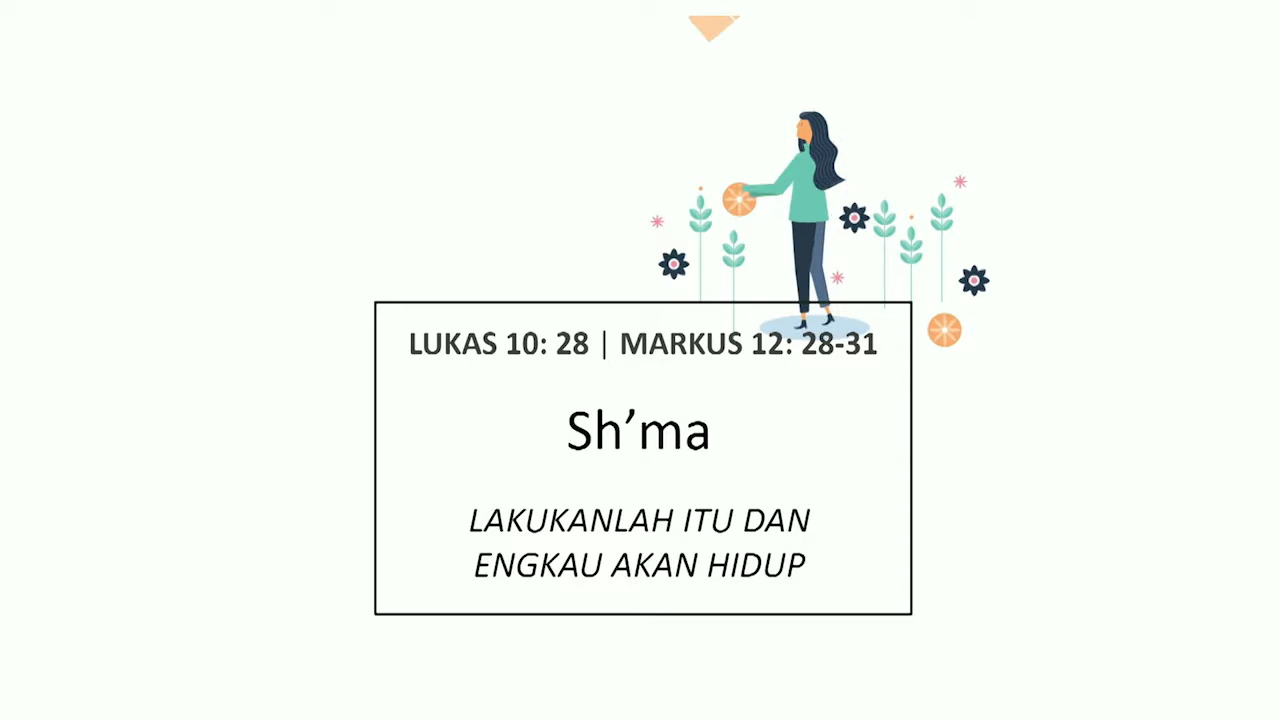 LUKAS 10: 28 | MARKUS 12: 28-31
Sh’ma
LAKUKANLAH ITU DAN
ENGKAU AKAN HIDUP